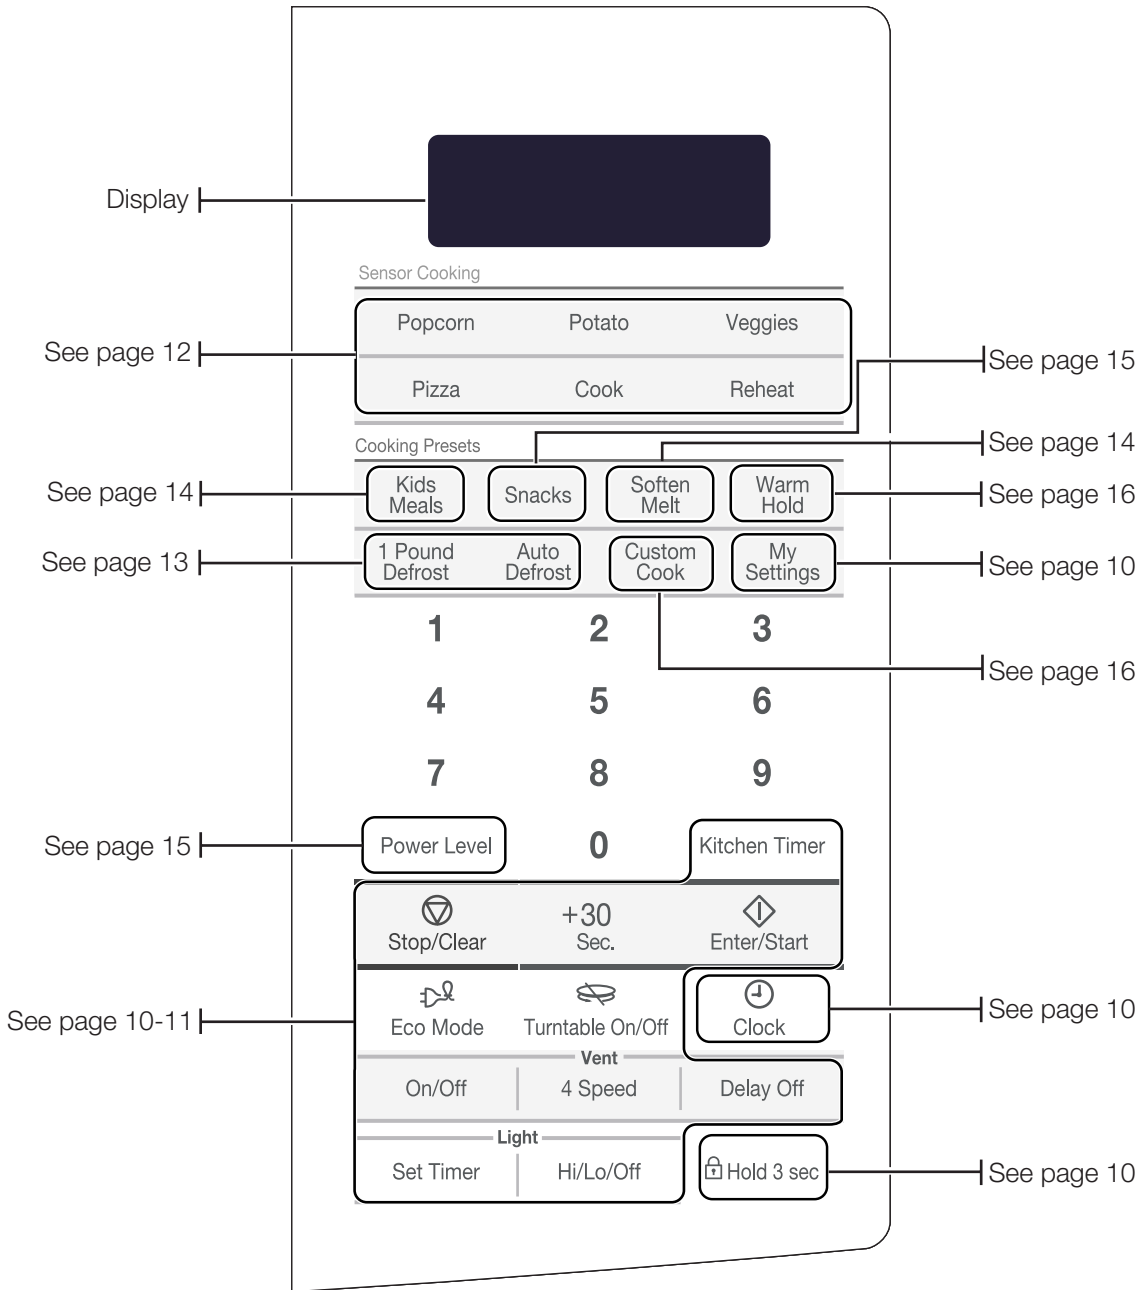 Display
Sensor Cooking
See page 12
Popcorn Potato Veggies
See page 15
Pizza Cook Reheat
Cooking Presets
See page 14
See page 14
Kids Meals
Snacks
Soften Melt
Warm Hold
See page 16
See page 13
1 Pound Defrost
Auto Defrost
Custom Cook
My Settings
See page 10
1 2 3
See page 16
4 5 6
7 8 9
See page 15
Power Level 0 Kitchen Timer
Stop/Clear
+30 Sec.
Enter/Start
See page 10-11
Eco Mode Turntable On/Off Clock
See page 10
Vent
On/Off 4 Speed Delay Off
Light
Set Timer Hi/Lo/Off Hold 3 sec
See page 10